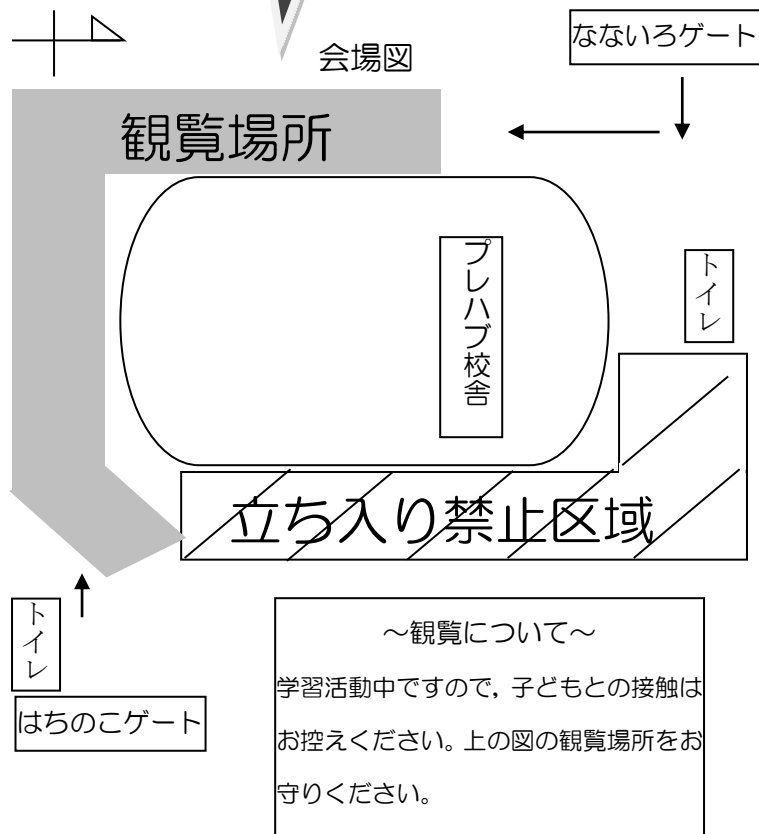 会場図
なないろゲート
観覧場所
プレハブ校舎
トイレ
立ち入り禁止区域
トイレ
はちのこゲート
～観覧について～
学習活動中ですので，子どもとの接触は
お控えください。上の図の観覧場所をお
守りください。